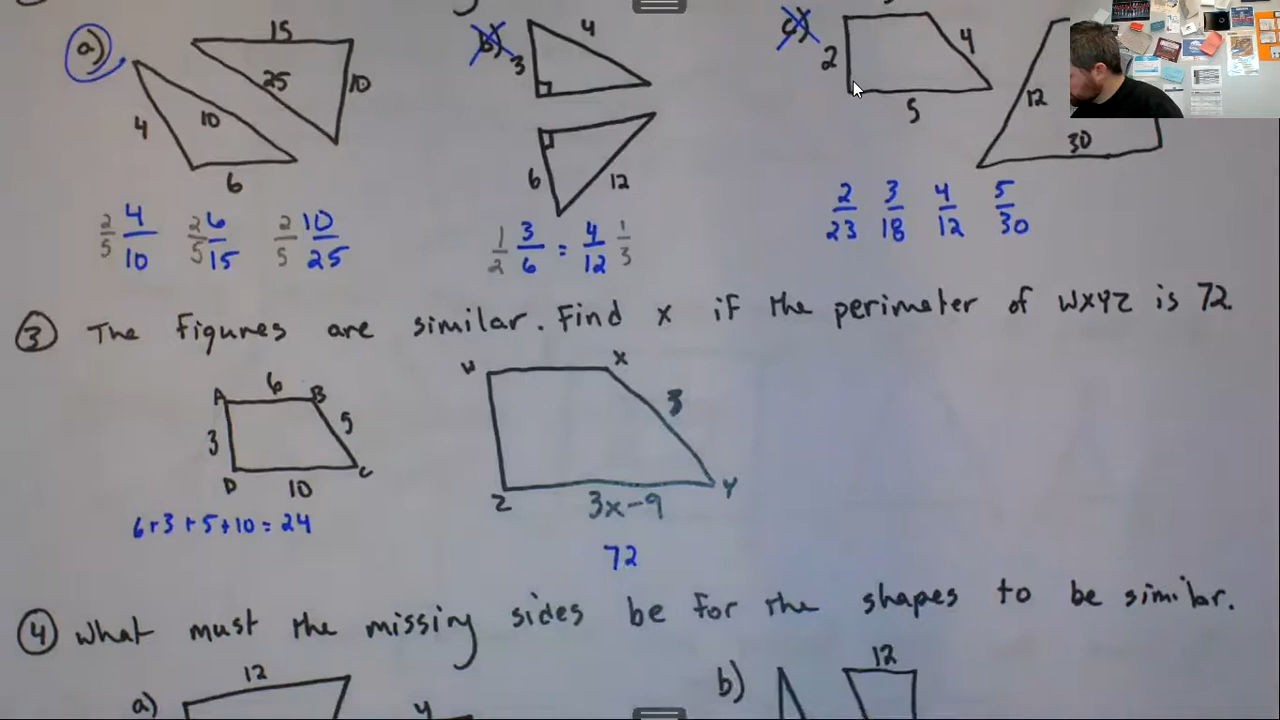 a) 15 b) 4 c) 4
25 10 3 2
4 10 5 12
6 6 12 30
2/5 4/10 2/5 6/15 2/5 10/25 1/2 3/6 = 4/12 1/3 2/23 3/18 4/12 5/30
③ The figures are similar. Find x if the perimeter of WXYZ is 72
A 6 B W X
3 5
D 10 C Z 3x-9 Y
6+3+5+10=24 72
④ What must the missing sides be for the shapes to be similar.
a) 12 b) 12